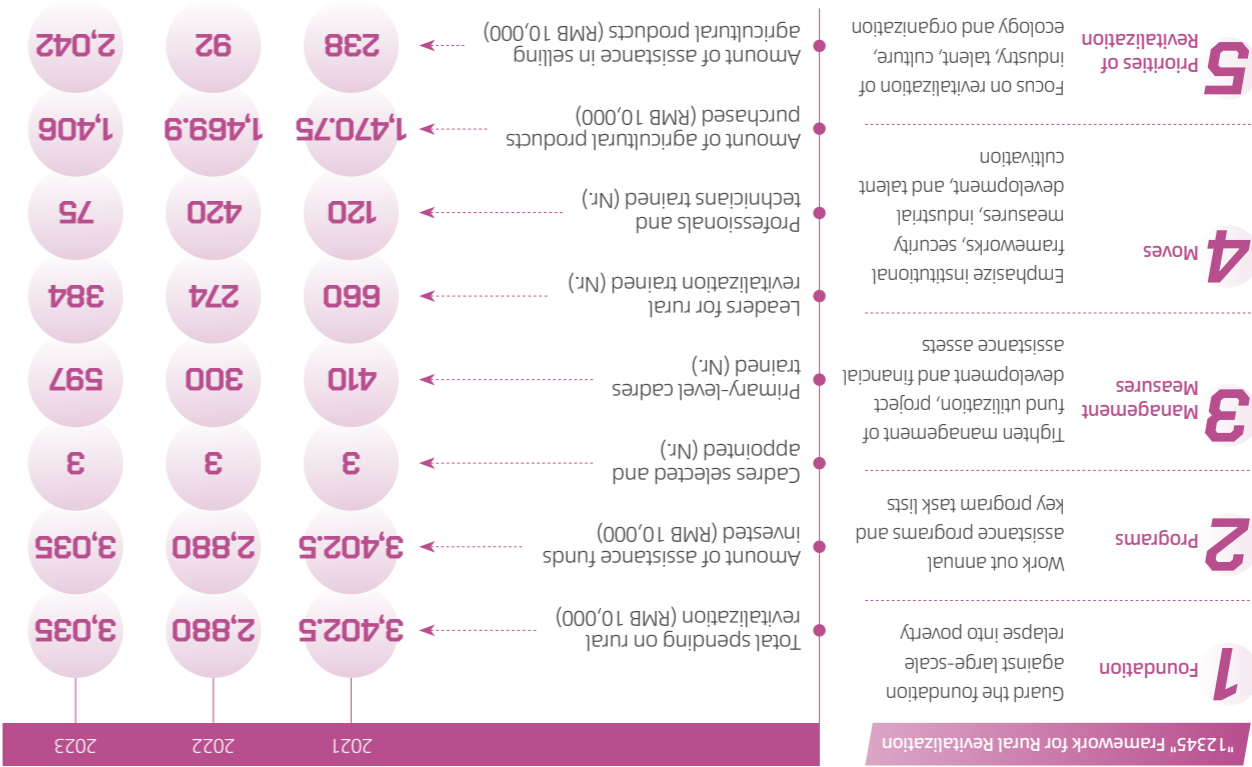 "12345" Framework for Rural Revitalization
1
Foundation
Guard the foundation
against large-scale
relapse into poverty
2
Programs
Work out annual
assistance programs and
key program task lists
3
Management
Measures
Tighten management of
fund utilization, project
development and financial
assistance assets
4
Moves
Emphasize institutional
frameworks, security
measures, industrial
development, and talent
cultivation
5
Priorities of
Revitalization
Focus on revitalization of
industry, talent, culture,
ecology and organization
2021 2022 2023
Total spending on rural
revitalization (RMB 10,000)
3,402.5 2,880 3,035
Amount of assistance funds
invested (RMB 10,000)
3,402.5 2,880 3,035
Cadres selected and
appointed (Nr.)
3 3 3
Primary-level cadres
trained (Nr.)
410 300 597
Leaders for rural
revitalization trained (Nr.)
660 274 384
Professionals and
technicians trained (Nr.)
120 420 75
Amount of agricultural products
purchased (RMB 10,000)
1,470.75 1,469.9 1,406
Amount of assistance in selling
agricultural products (RMB 10,000)
238 92 2,042